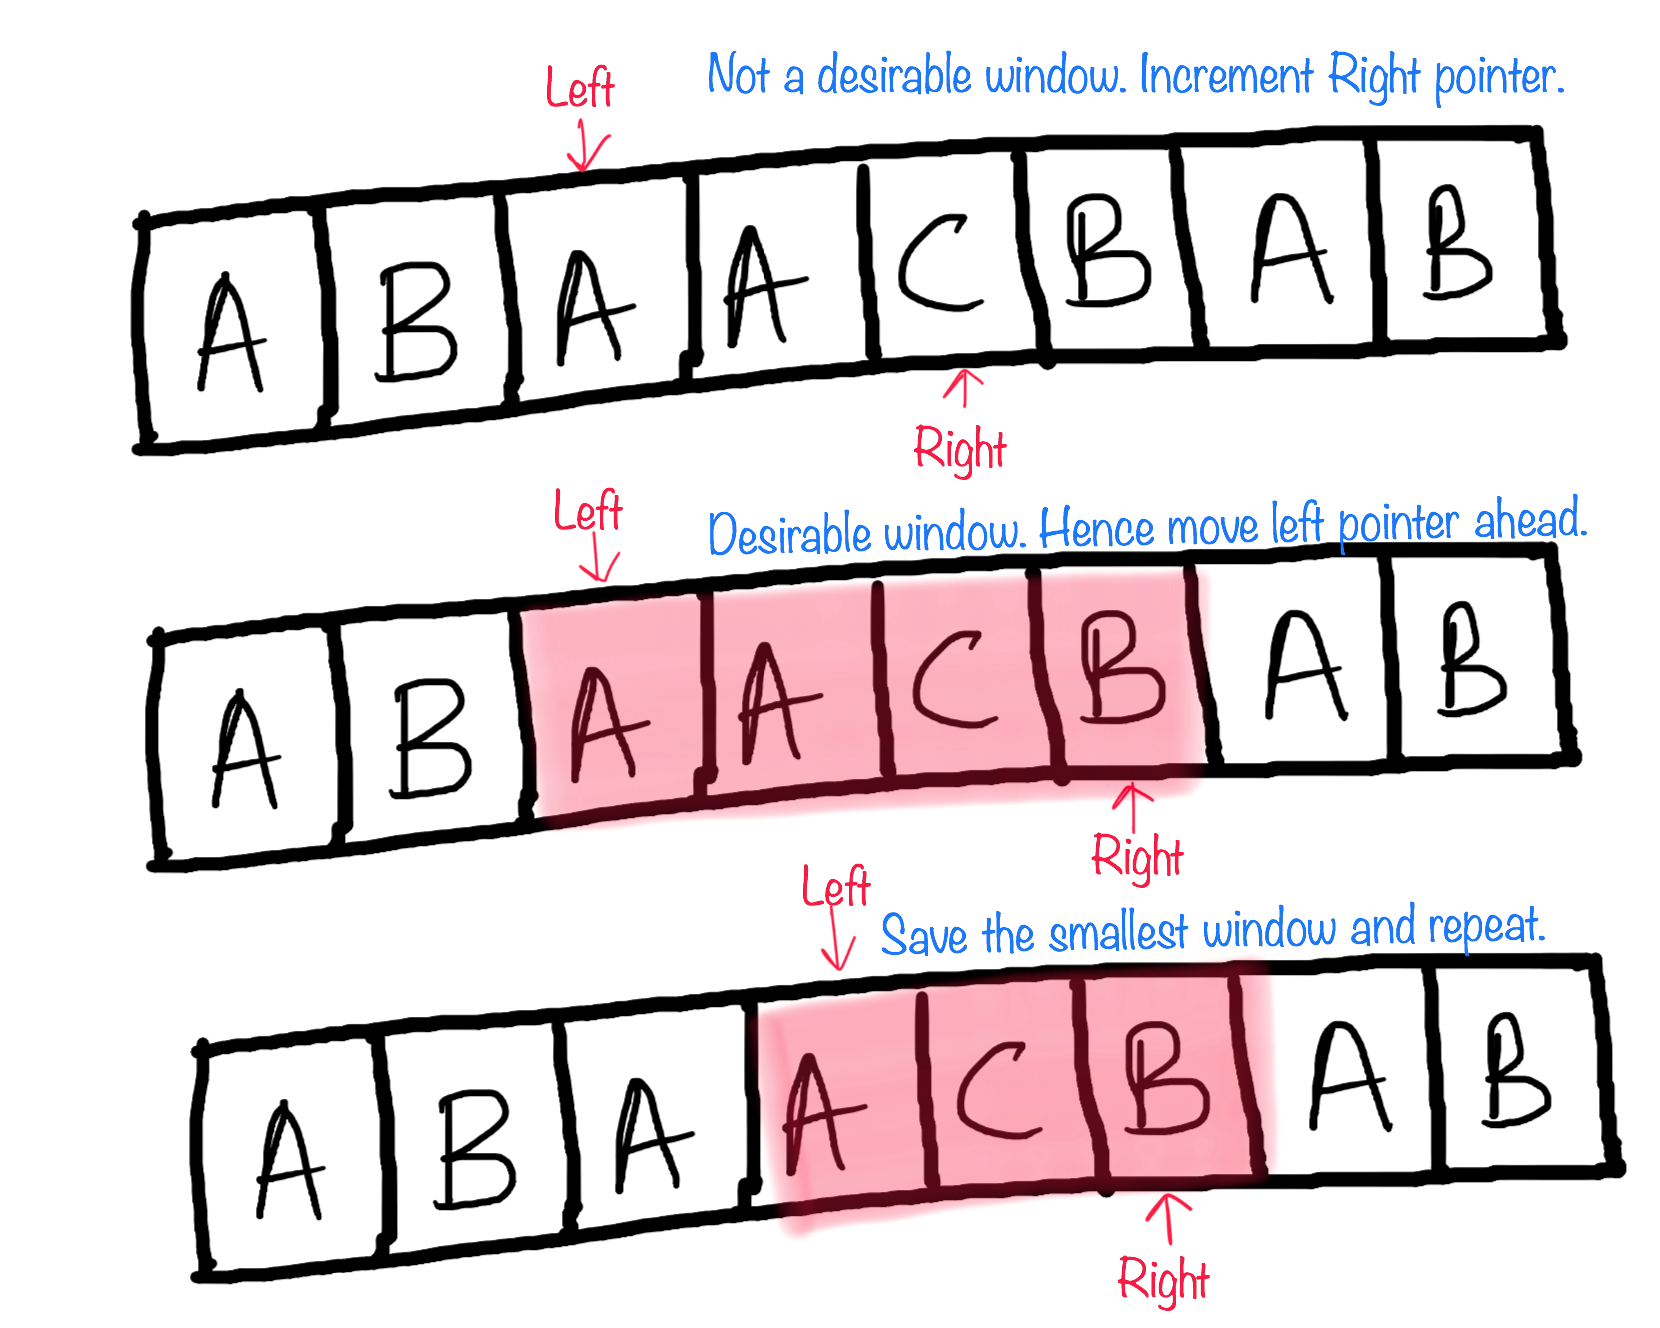 Left
Not a desirable window. Increment Right pointer.
A B A A C B A B
Right
Left
Desirable window. Hence move left pointer ahead.
A B A A C B A B
Right
Left
Save the smallest window and repeat.
A B A A C B A B
Right